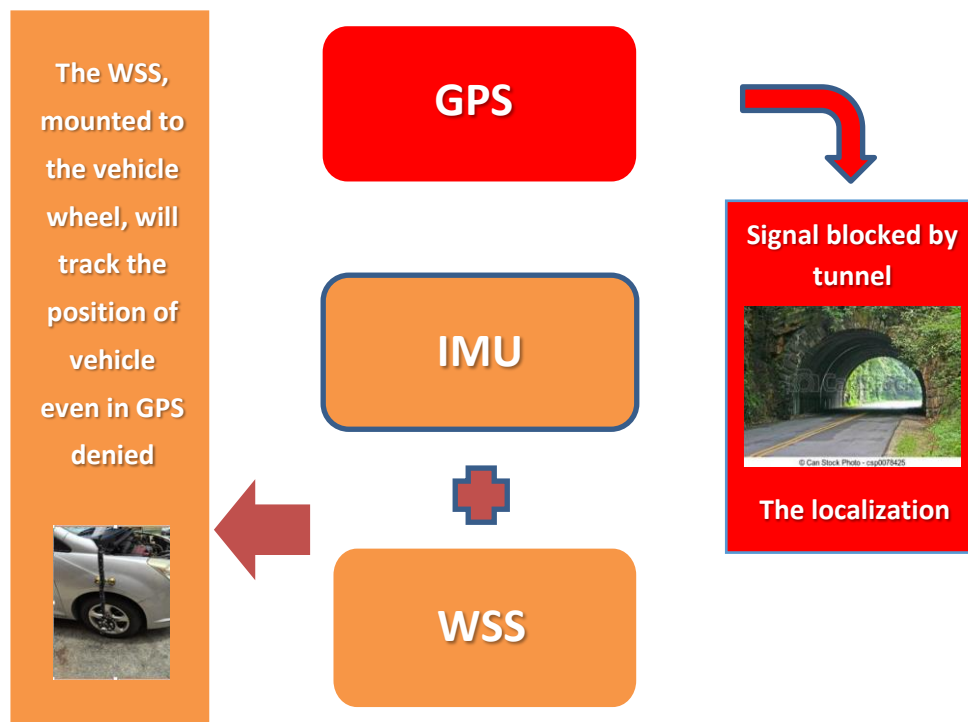 The WSS,
mounted to
the vehicle
wheel, will
track the
position of
vehicle
even in GPS
denied
GPS
IMU
WSS
Signal blocked by
tunnel
© Can Stock Photo - csp0078425
The localization